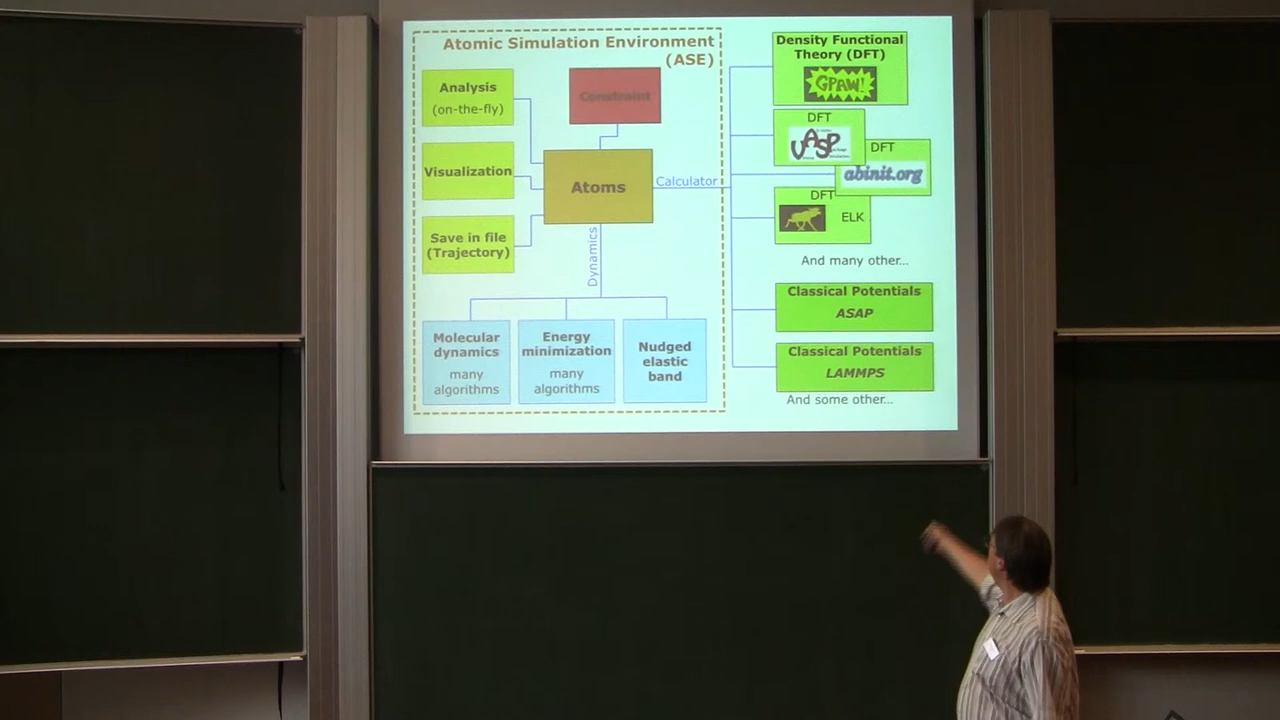 Atomic Simulation Environment
(ASE)
Analysis
(on-the-fly)
Constraint
Visualization
Atoms
Calculator
Save in file
(Trajectory)
Dynamics
Molecular
dynamics
many
algorithms
Energy
minimization
many
algorithms
Nudged
elastic
band
Density Functional
Theory (DFT)
GPAW!
DFT
VASP
DFT
abinit.org
DFT
ELK
And many other...
Classical Potentials
ASAP
Classical Potentials
LAMMPS
And some other...